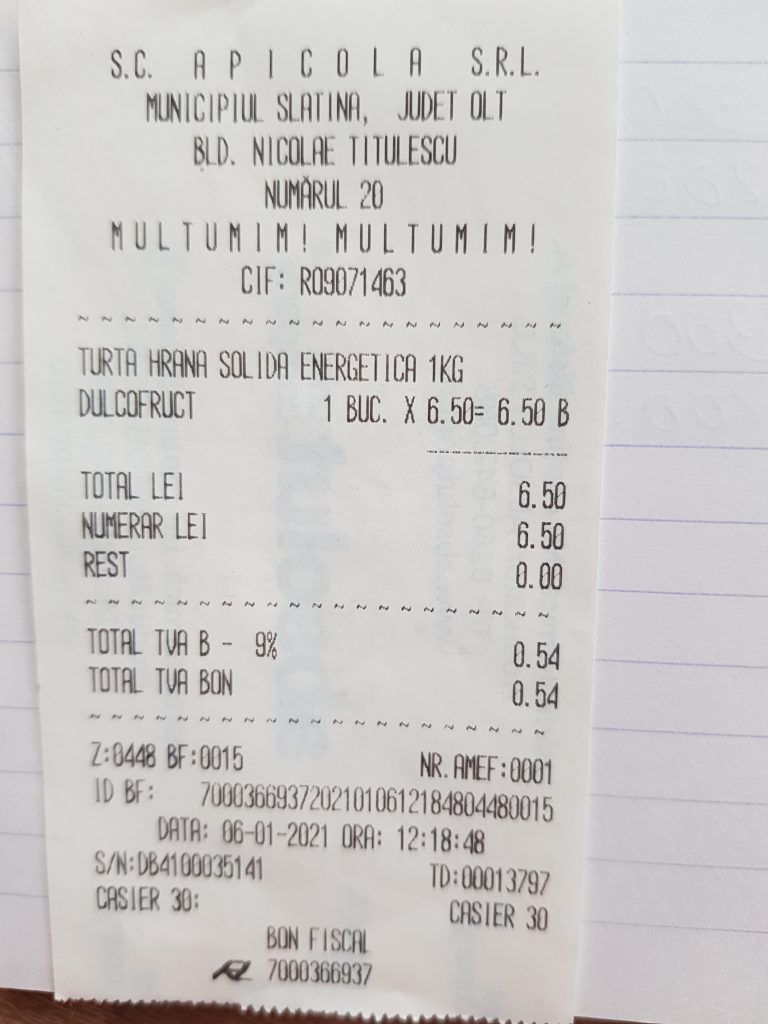 S.C. A P I C O L A S.R.L.
MUNICIPIUL SLATINA, JUDET OLT
BLD. NICOLAE TITULESCU
NUMĂRUL 20
M U L T U M I M ! M U L T U M I M !
CIF: RO9071463
~ ~ ~ ~ ~ ~ ~ ~ ~ ~ ~ ~ ~ ~ ~ ~ ~ ~ ~ ~ ~
TURTA HRANA SOLIDA ENERGETICA 1KG
DULCOFRUCT 1 BUC. X 6.50= 6.50 B
TOTAL LEI 6.50
NUMERAR LEI 6.50
REST 0.00
~ ~ ~ ~ ~ ~ ~ ~ ~ ~ ~ ~ ~ ~ ~ ~ ~ ~ ~ ~ ~
TOTAL TVA B - 9% 0.54
TOTAL TVA BON 0.54
~ ~ ~ ~ ~ ~ ~ ~ ~ ~ ~ ~ ~ ~ ~ ~ ~ ~ ~ ~ ~
Z:0448 BF:0015 NR.AMEF:0001
ID BF: 70003669372021010612184804480015
DATA: 06-01-2021 ORA: 12:18:48
S/N:DB4100035141 TD:00013797
CASIER 30: CASIER 30
BON FISCAL
7000366937